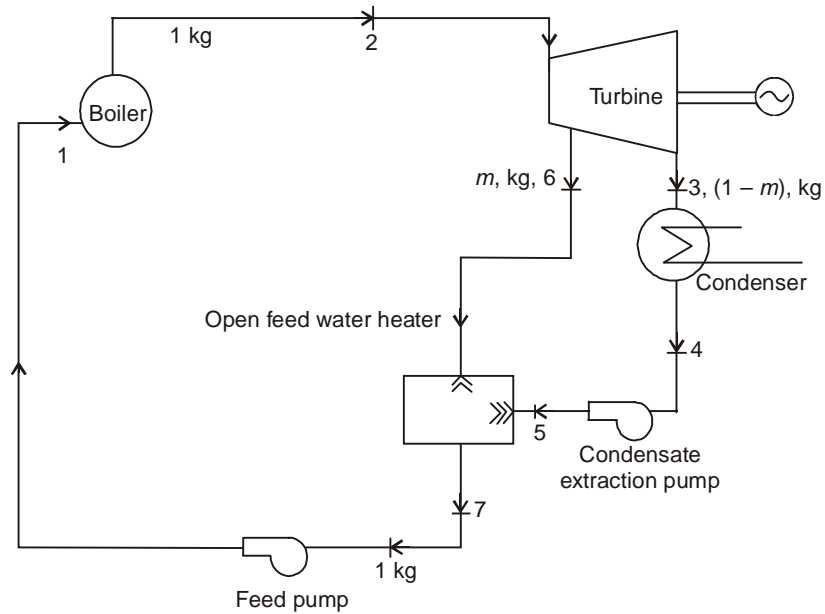 1 kg
2
Boiler
Turbine
1
m, kg, 6
3, (1 – m), kg
Condenser
Open feed water heater
4
5
Condensate
extraction pump
7
1 kg
Feed pump